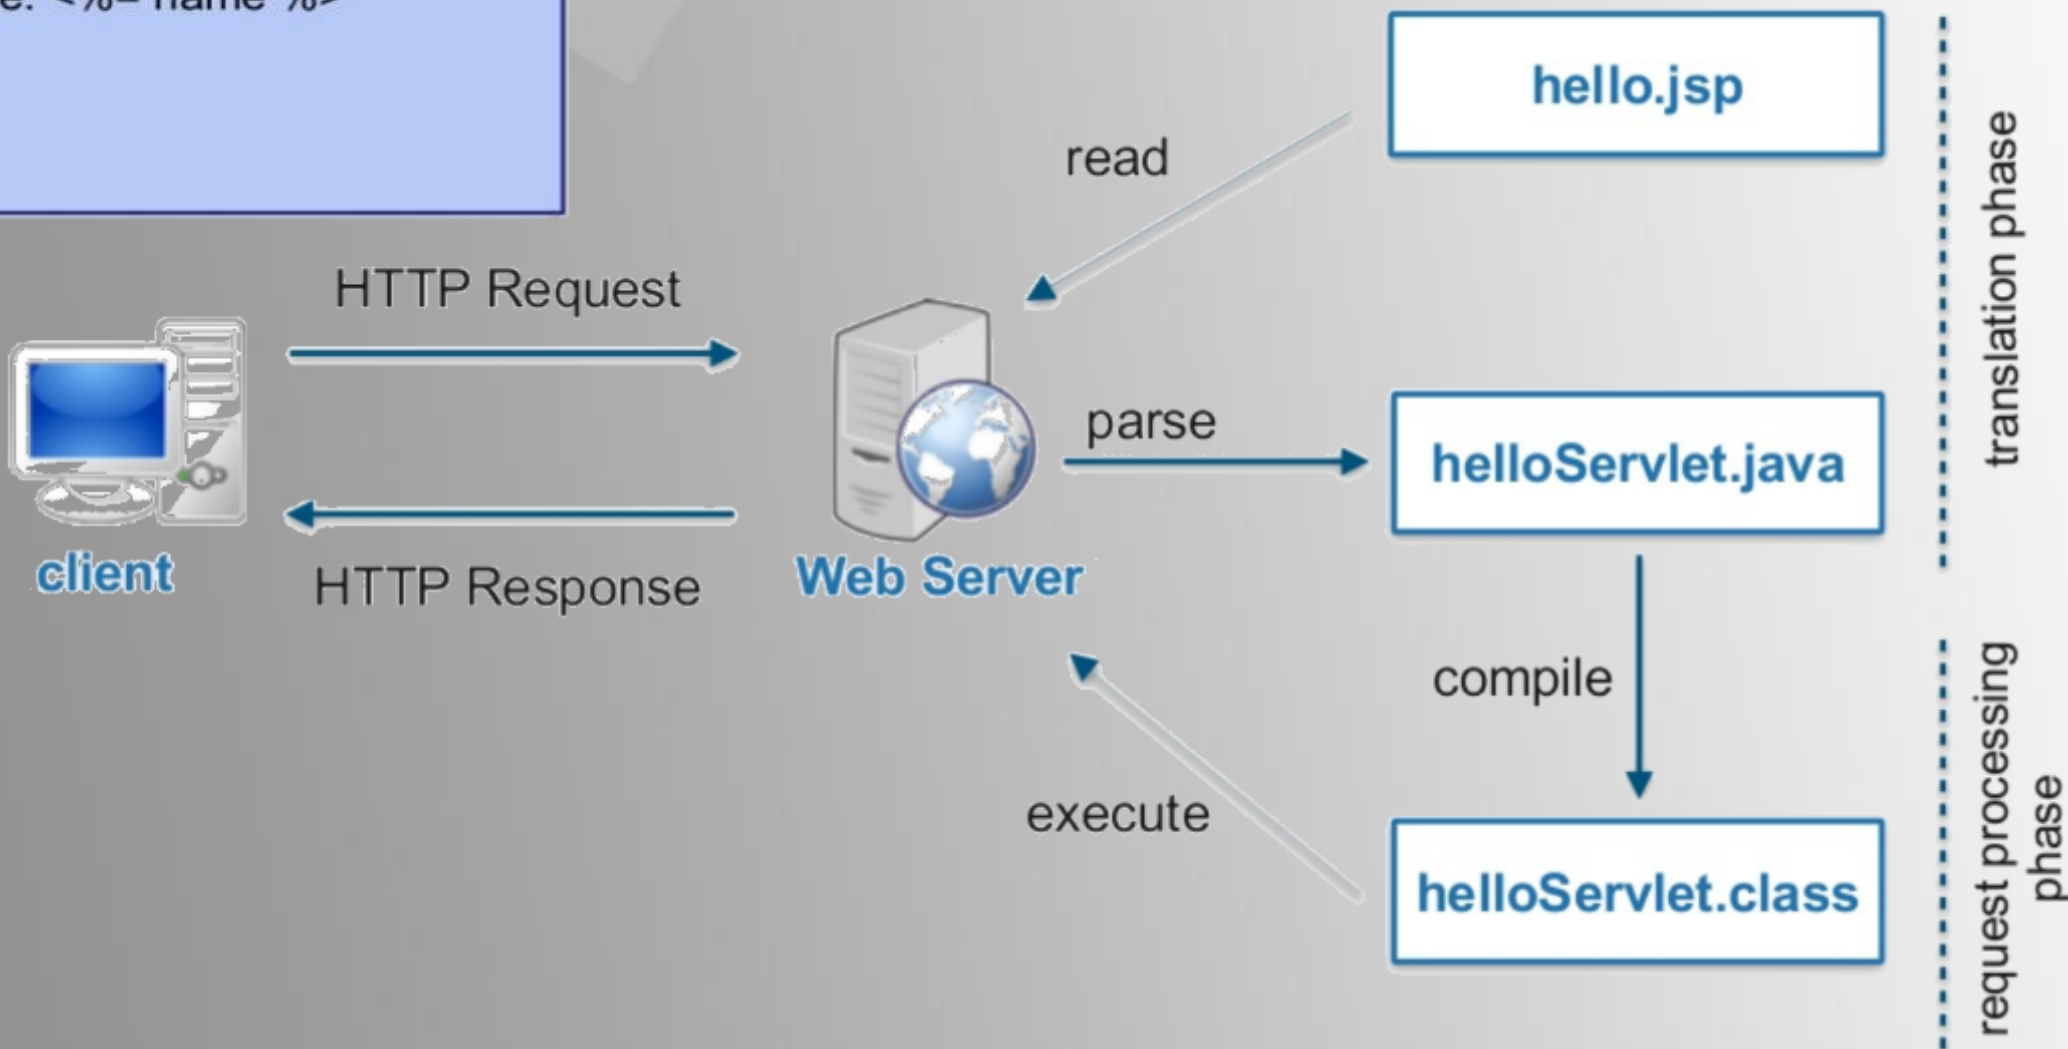 <%= name %>
hello.jsp
read
translation phase
HTTP Request
parse
helloServlet.java
client
HTTP Response
Web Server
compile
request processing
phase
execute
helloServlet.class